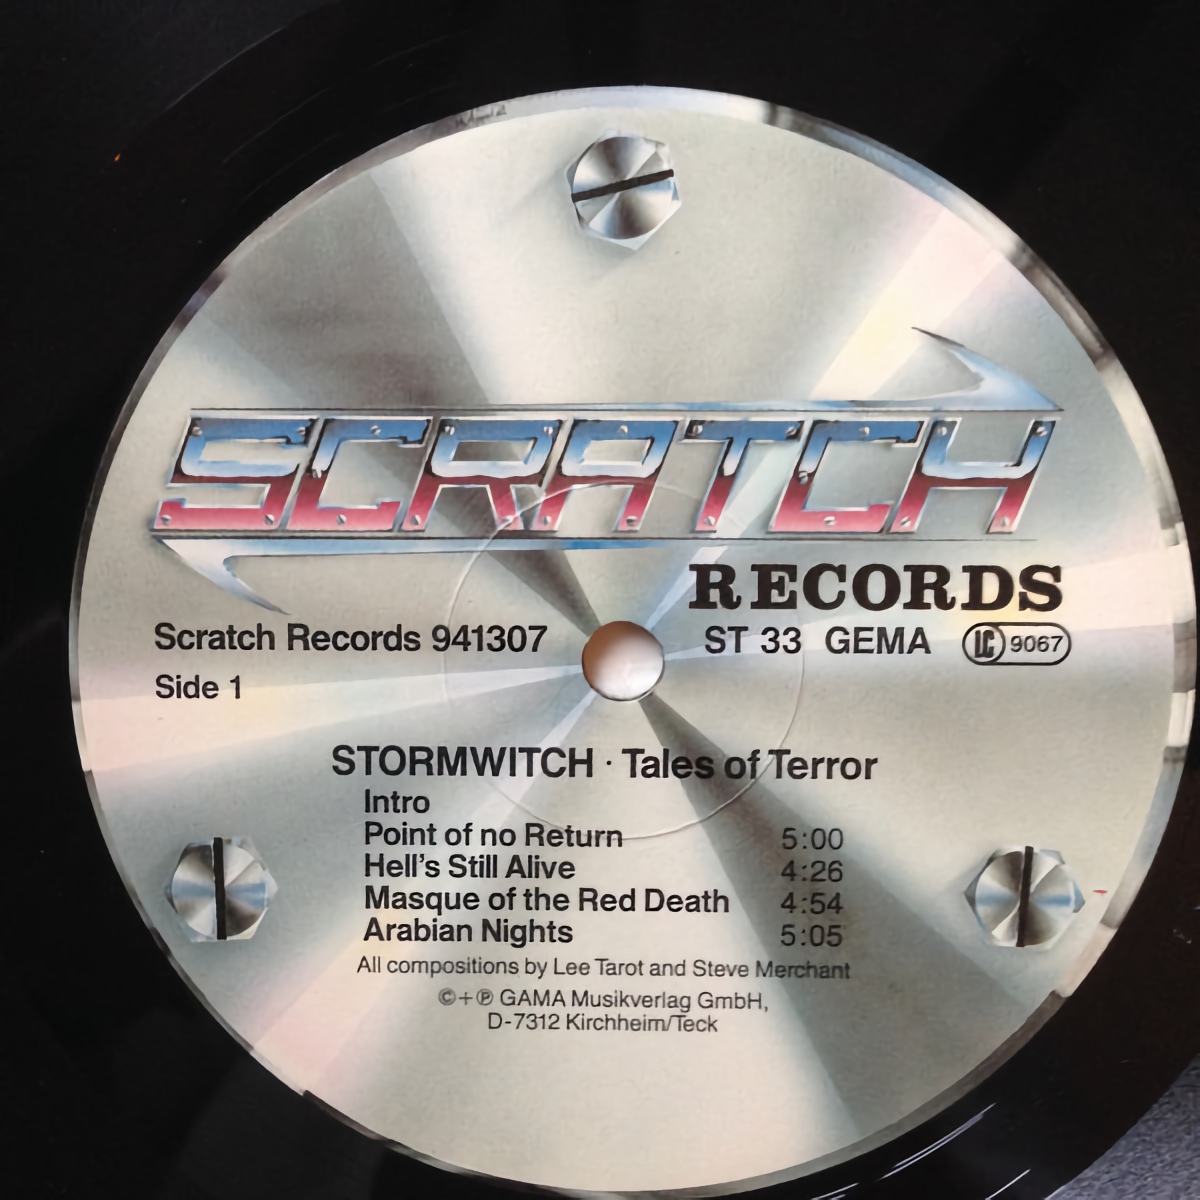 SCRATCH
RECORDS
Scratch Records 941307
ST 33 GEMA LC 9067
Side 1
STORMWITCH · Tales of Terror
Intro
Point of no Return 5:00
Hell's Still Alive 4:26
Masque of the Red Death 4:54
Arabian Nights 5:05
All compositions by Lee Tarot and Steve Merchant
©+℗ GAMA Musikverlag GmbH,
D-7312 Kirchheim/Teck